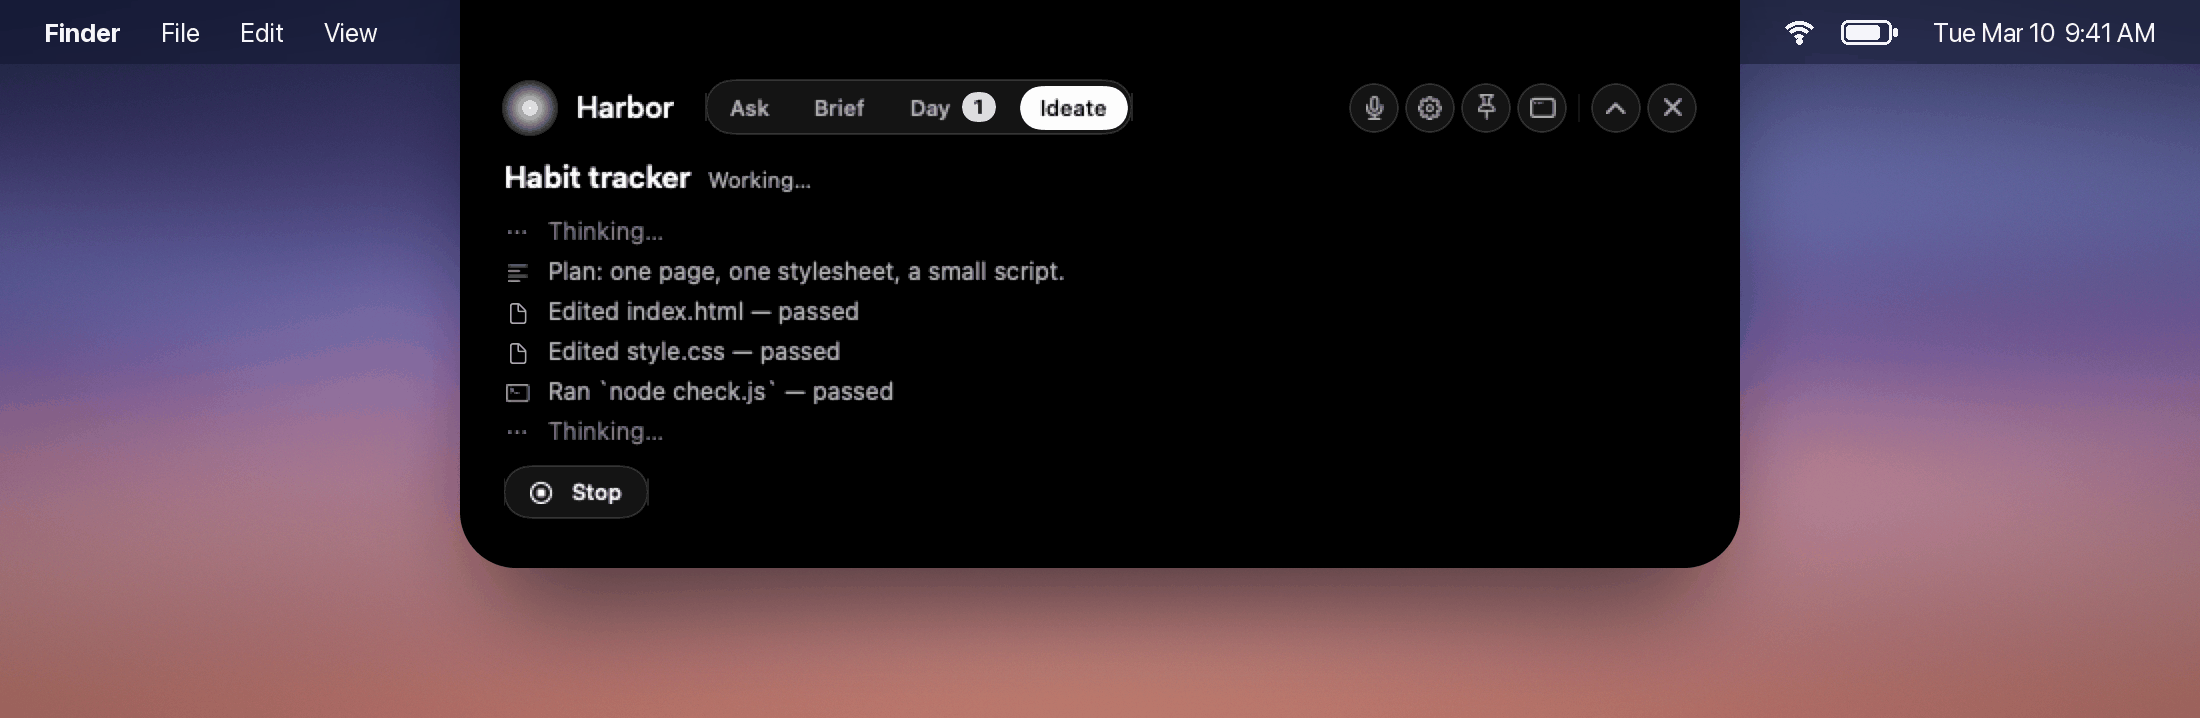 Finder File Edit View Tue Mar 10 9:41 AM
Harbor Ask Brief Day 1 Ideate
Habit tracker Working...
Thinking...
Plan: one page, one stylesheet, a small script.
Edited index.html — passed
Edited style.css — passed
Ran `node check.js` — passed
Thinking...
Stop